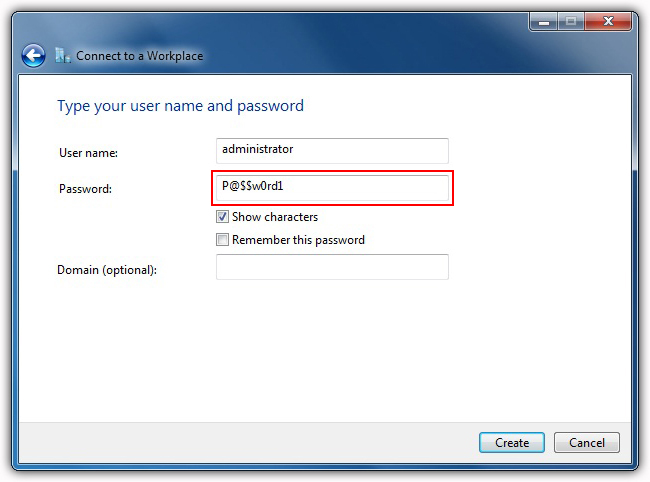 Connect to a Workplace
Type your user name and password
User name: administrator
Password: P@$$w0rd1
Show characters
Remember this password
Domain (optional):
Create Cancel